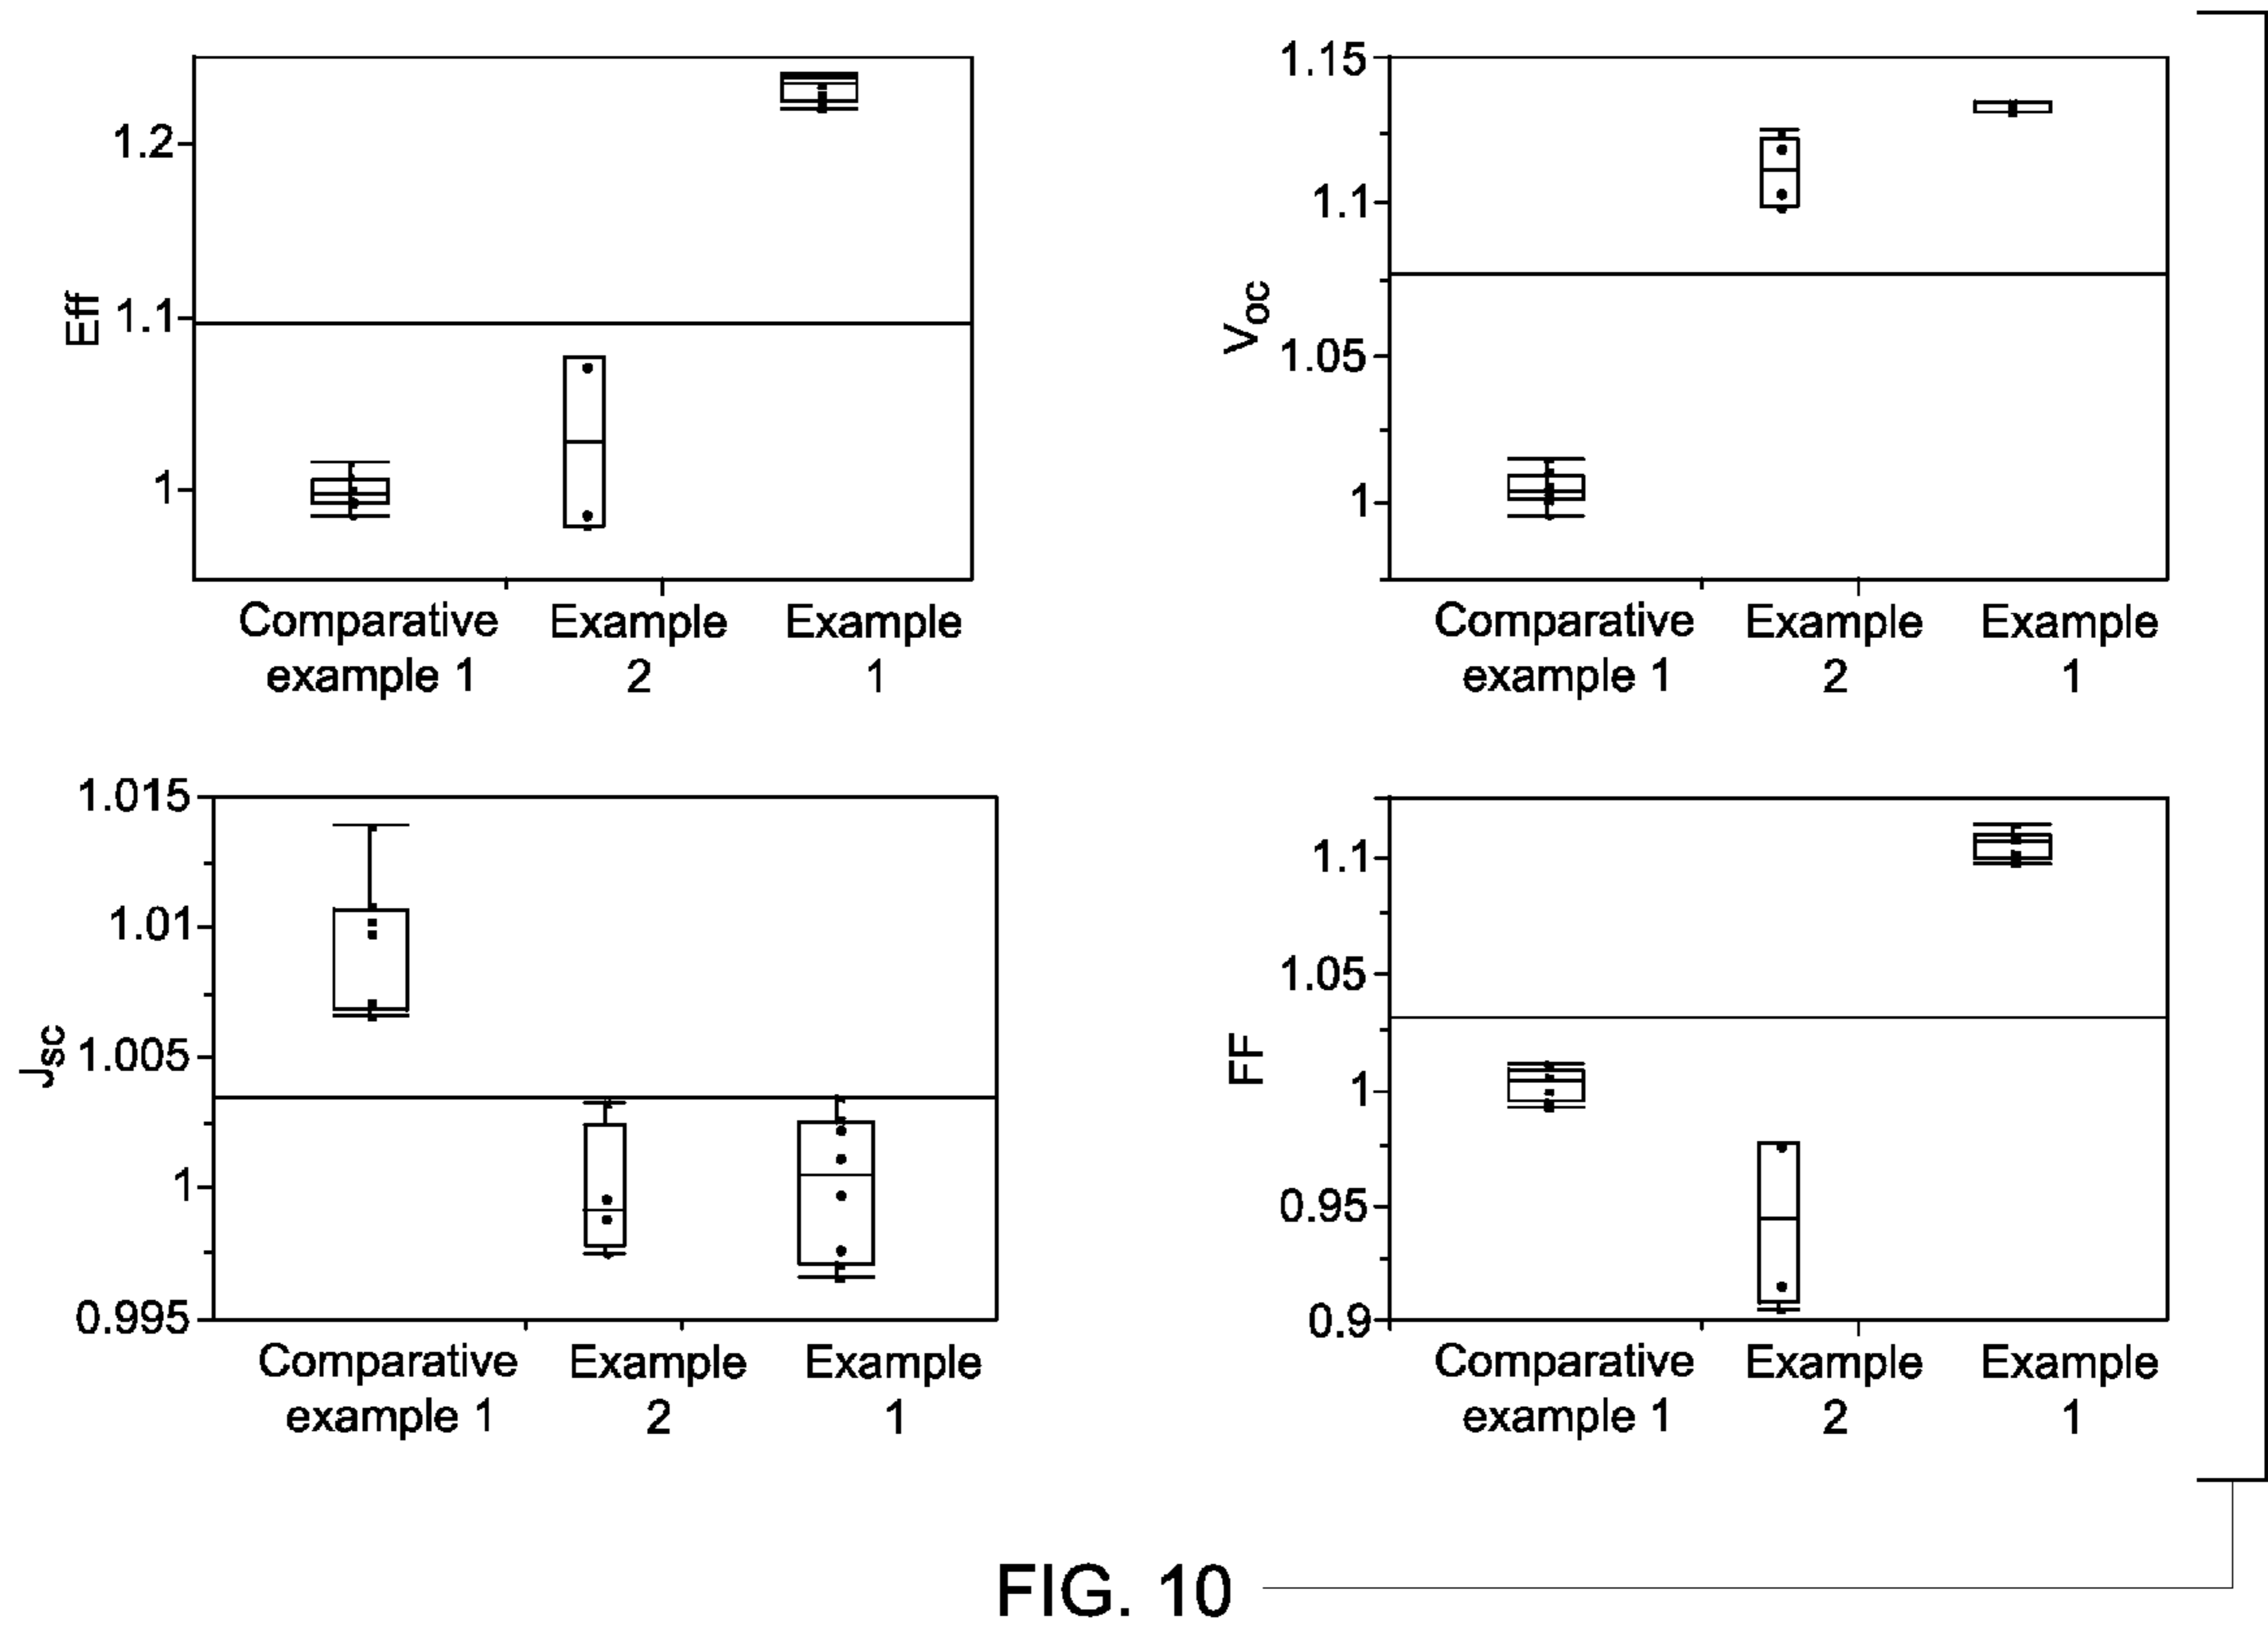 Eff
1.2
1.1
1
Comparative example 1
Example 2
Example 1
V_OC
1.15
1.1
1.05
1
Comparative example 1
Example 2
Example 1
J_SC
1.015
1.01
1.005
1
0.995
Comparative example 1
Example 2
Example 1
FF
1.1
1.05
1
0.95
0.9
Comparative example 1
Example 2
Example 1
FIG. 10